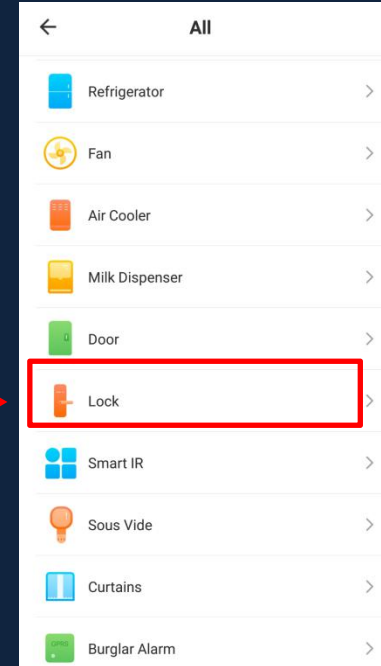 All
Refrigerator
Fan
Air Cooler
Milk Dispenser
Door
Lock
Smart IR
Sous Vide
Curtains
Burglar Alarm